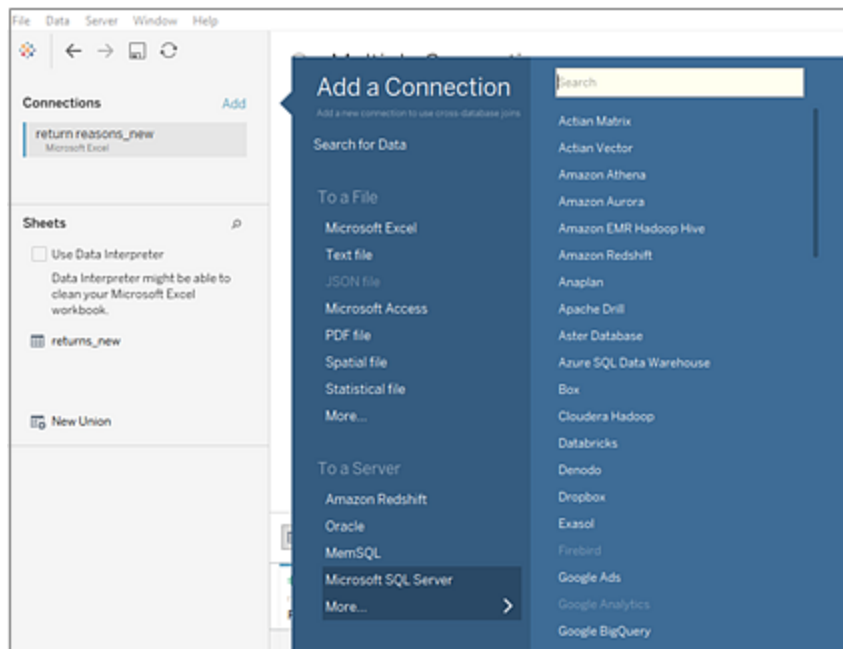 File Data Server Window Help
Connections Add
return reasons_new
Microsoft Excel
Sheets
Use Data Interpreter
Data Interpreter might be able to
clean your Microsoft Excel
workbook.
returns_new
New Union
Add a Connection
Add a new connection to use cross-database joins
Search for Data
To a File
Microsoft Excel
Text file
JSON file
Microsoft Access
PDF file
Spatial file
Statistical file
More...
To a Server
Amazon Redshift
Oracle
MemSQL
Microsoft SQL Server
More...
Search
Actian Matrix
Actian Vector
Amazon Athena
Amazon Aurora
Amazon EMR Hadoop Hive
Amazon Redshift
Anaplan
Apache Drill
Aster Database
Azure SQL Data Warehouse
Box
Cloudera Hadoop
Databricks
Denodo
Dropbox
Exasol
Firebird
Google Ads
Google Analytics
Google BigQuery